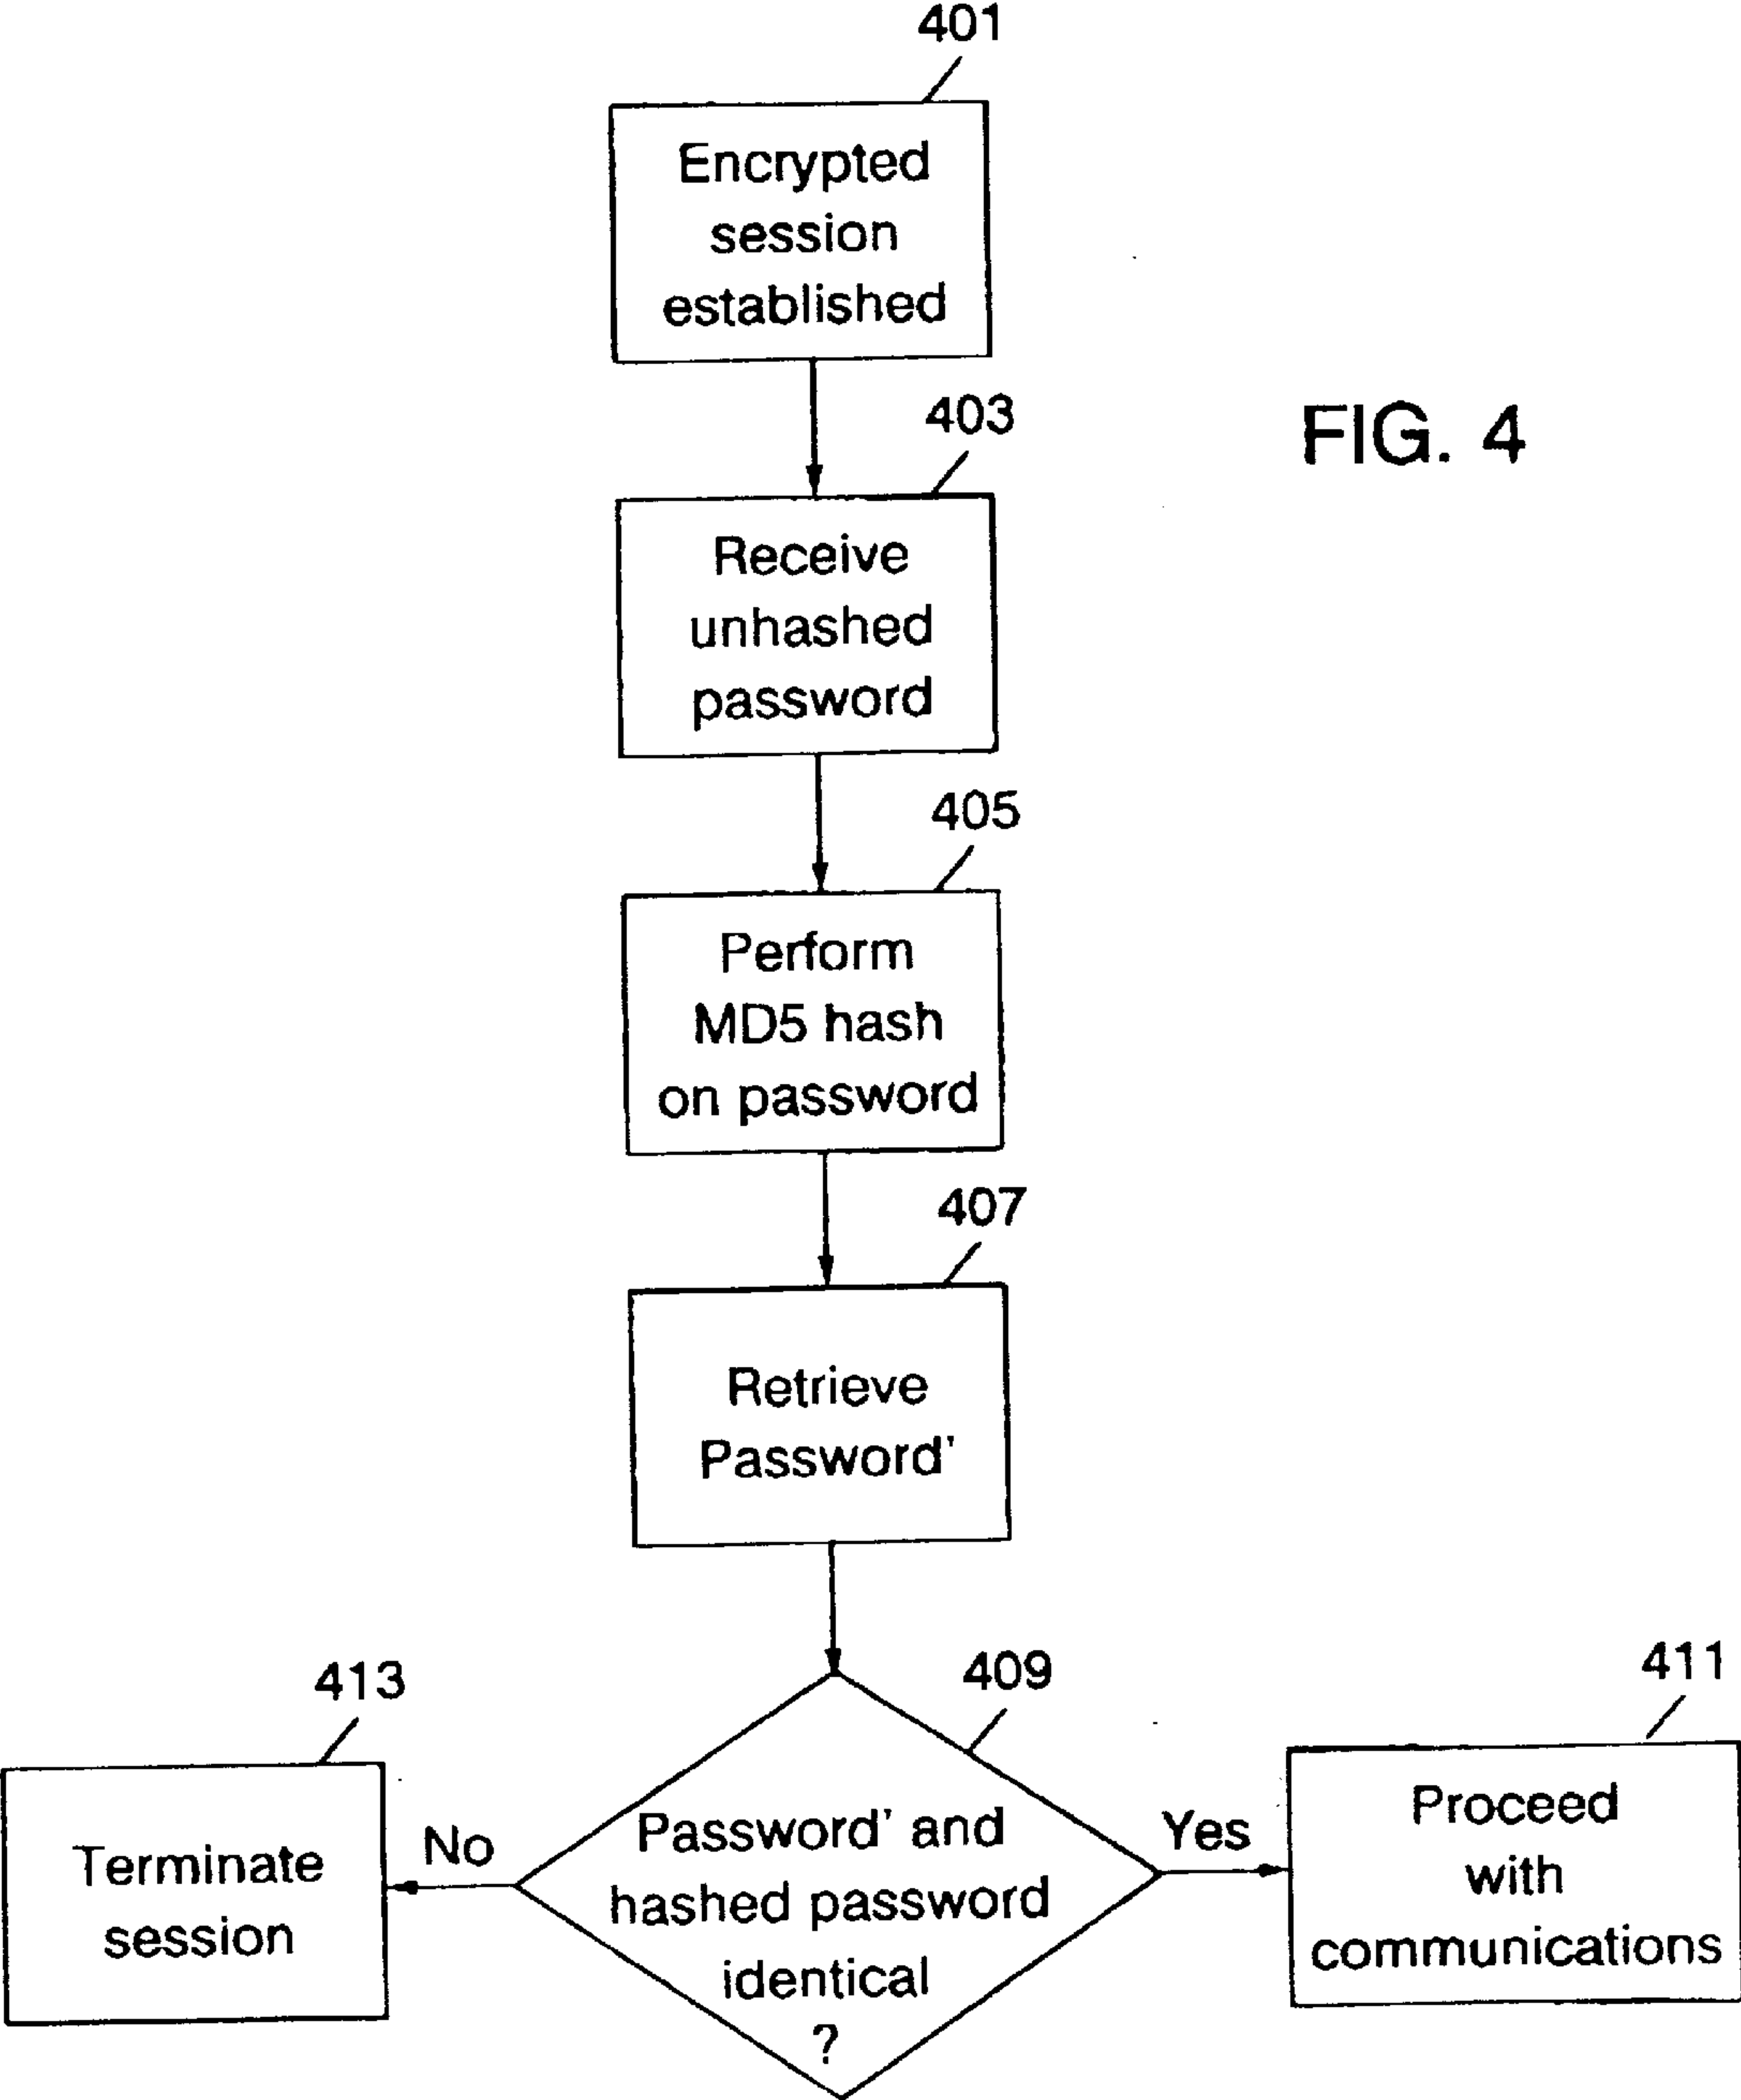 401
Encrypted
session
established
403
FIG. 4
Receive
unhashed
password
405
Perform
MD5 hash
on password
407
Retrieve
Password'
409
413
411
Password' and
hashed password
identical
?
No
Yes
Terminate
session
Proceed
with
communications